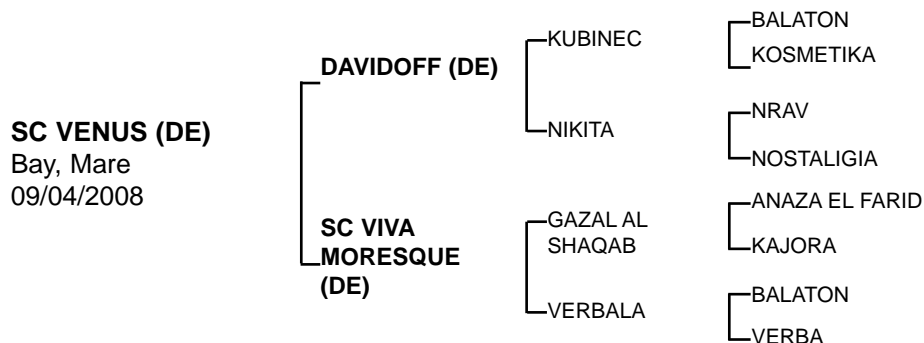 SC VENUS (DE)
Bay, Mare
09/04/2008
DAVIDOFF (DE)
SC VIVA
MORESQUE
(DE)
KUBINEC
NIKITA
GAZAL AL
SHAQAB
VERBALA
BALATON
KOSMETIKA
NRAV
NOSTALIGIA
ANAZA EL FARID
KAJORA
BALATON
VERBA